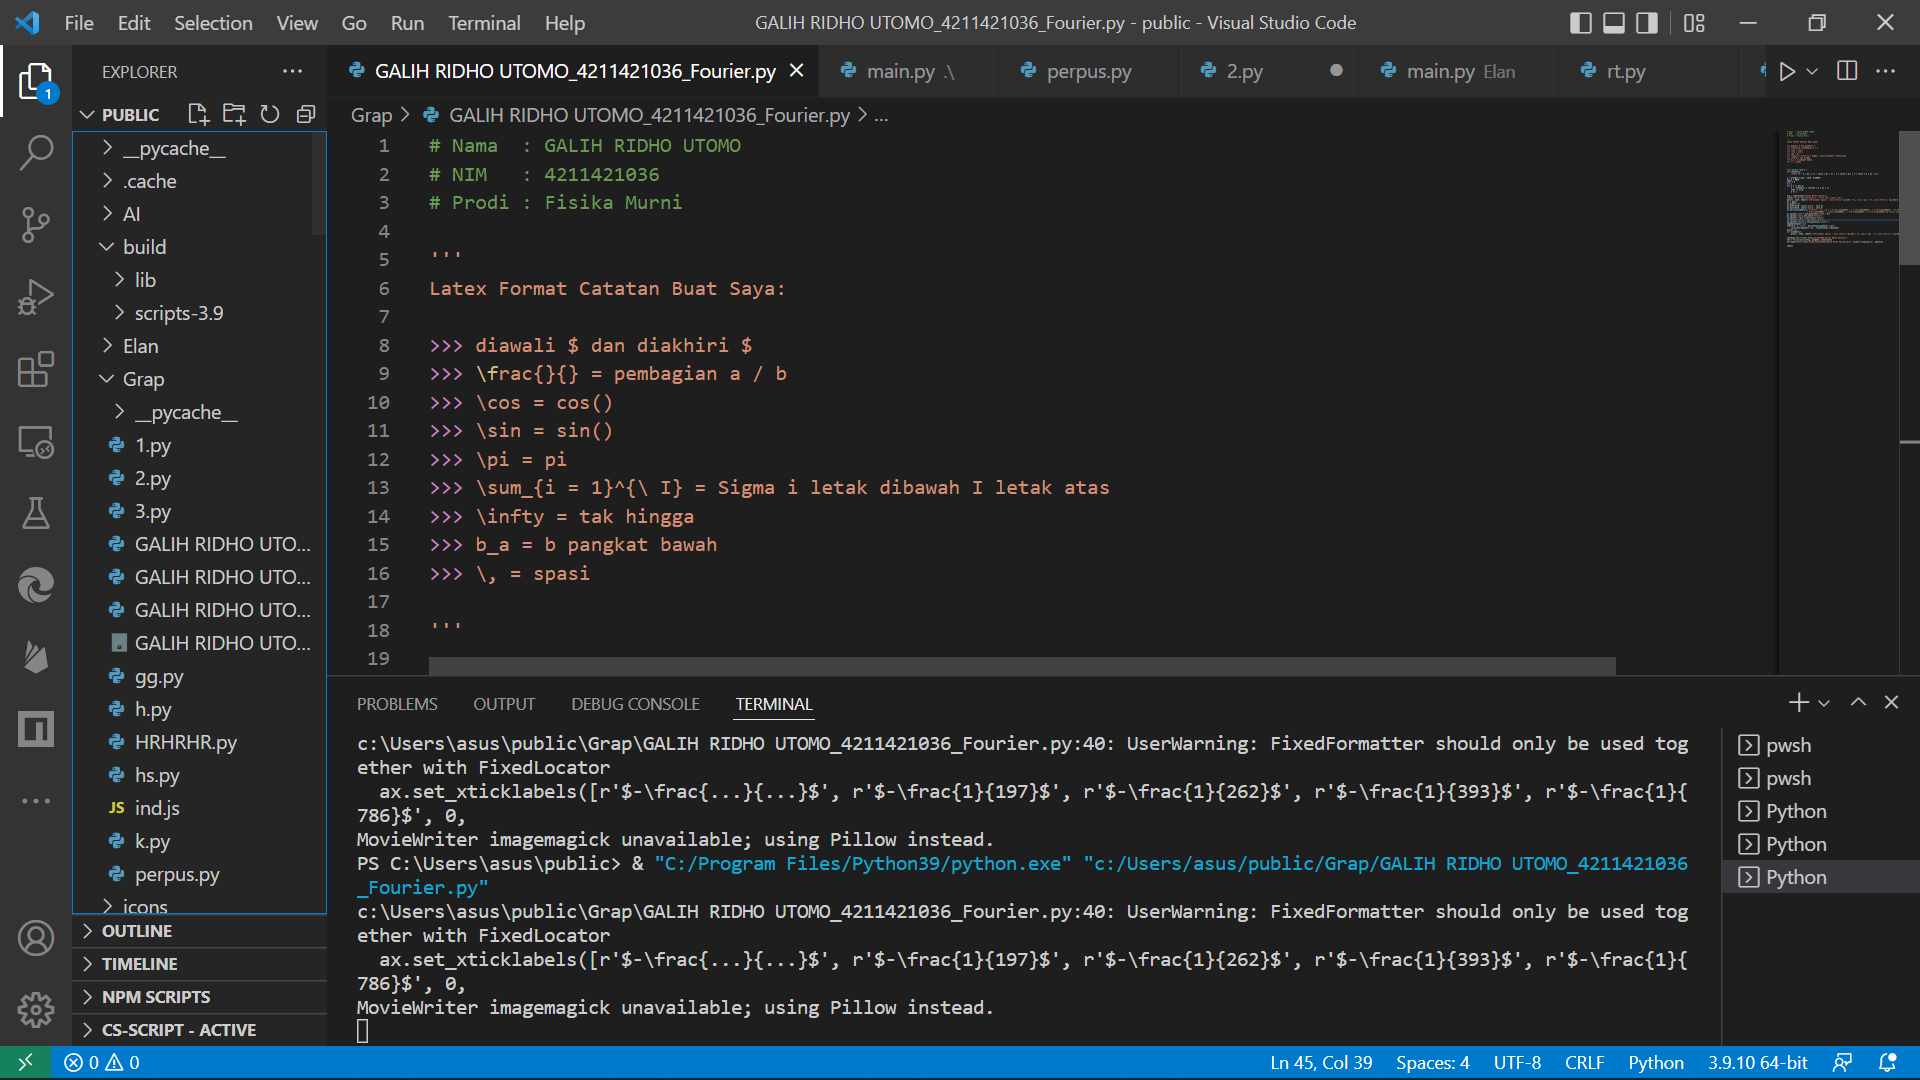 File Edit Selection View Go Run Terminal Help
GALIH RIDHO UTOMO_4211421036_Fourier.py - public - Visual Studio Code
EXPLORER
PUBLIC
__pycache__
.cache
AI
build
lib
scripts-3.9
Elan
Grap
__pycache__
1.py
2.py
3.py
GALIH RIDHO UTO...
GALIH RIDHO UTO...
GALIH RIDHO UTO...
GALIH RIDHO UTO...
gg.py
h.py
HRHRHR.py
hs.py
JS ind.js
k.py
perpus.py
icons
OUTLINE
TIMELINE
NPM SCRIPTS
CS-SCRIPT - ACTIVE
1
GALIH RIDHO UTOMO_4211421036_Fourier.py main.py .\ perpus.py 2.py main.py Elan rt.py
Grap > GALIH RIDHO UTOMO_4211421036_Fourier.py > ...
1 # Nama  : GALIH RIDHO UTOMO
2 # NIM   : 4211421036
3 # Prodi : Fisika Murni
4
5 '''
6 Latex Format Catatan Buat Saya:
7
8 >>> diawali $ dan diakhiri $
9 >>> \frac{}{} = pembagian a / b
10 >>> \cos = cos()
11 >>> \sin = sin()
12 >>> \pi = pi
13 >>> \sum_{i = 1}^{\ I} = Sigma i letak dibawah I letak atas
14 >>> \infty = tak hingga
15 >>> b_a = b pangkat bawah
16 >>> \, = spasi
17
18 '''
19
PROBLEMS OUTPUT DEBUG CONSOLE TERMINAL
c:\Users\asus\public\Grap\GALIH RIDHO UTOMO_4211421036_Fourier.py:40: UserWarning: FixedFormatter should only be used tog
ether with FixedLocator
  ax.set_xticklabels([r'$-\frac{...}{...}$', r'$-\frac{1}{197}$', r'$-\frac{1}{262}$', r'$-\frac{1}{393}$', r'$-\frac{1}{
786}$', 0,
MovieWriter imagemagick unavailable; using Pillow instead.
PS C:\Users\asus\public> & "C:/Program Files/Python39/python.exe" "c:/Users/asus/public/Grap/GALIH RIDHO UTOMO_4211421036
_Fourier.py"
c:\Users\asus\public\Grap\GALIH RIDHO UTOMO_4211421036_Fourier.py:40: UserWarning: FixedFormatter should only be used tog
ether with FixedLocator
  ax.set_xticklabels([r'$-\frac{...}{...}$', r'$-\frac{1}{197}$', r'$-\frac{1}{262}$', r'$-\frac{1}{393}$', r'$-\frac{1}{
786}$', 0,
MovieWriter imagemagick unavailable; using Pillow instead.
pwsh
pwsh
Python
Python
Python
0 0 Ln 45, Col 39 Spaces: 4 UTF-8 CRLF Python 3.9.10 64-bit